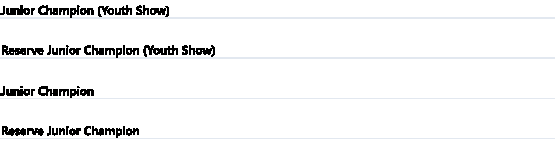 Junior Champion (Youth Show)
Reserve Junior Champion (Youth Show)
Junior Champion
Reserve Junior Champion